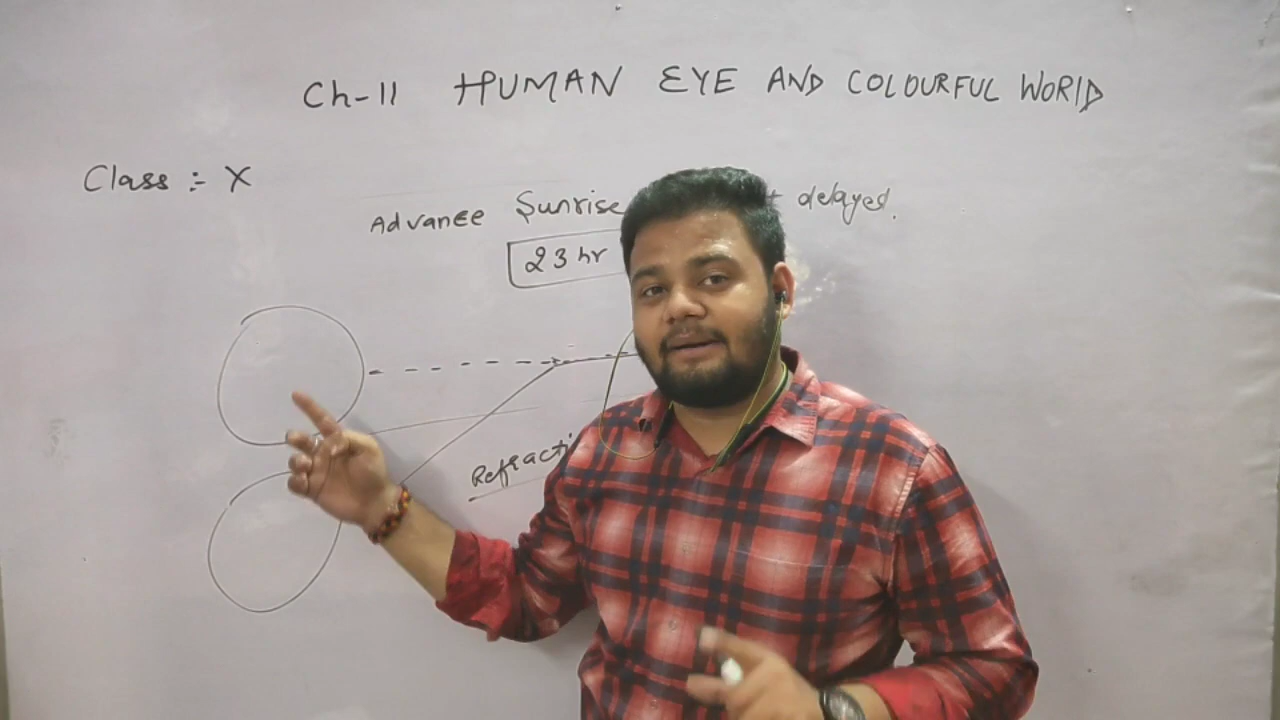 Ch-11 HUMAN EYE AND COLOURFUL WORLD
Class :- X
Advance Sunrise delayed.
23 hr
Refracti